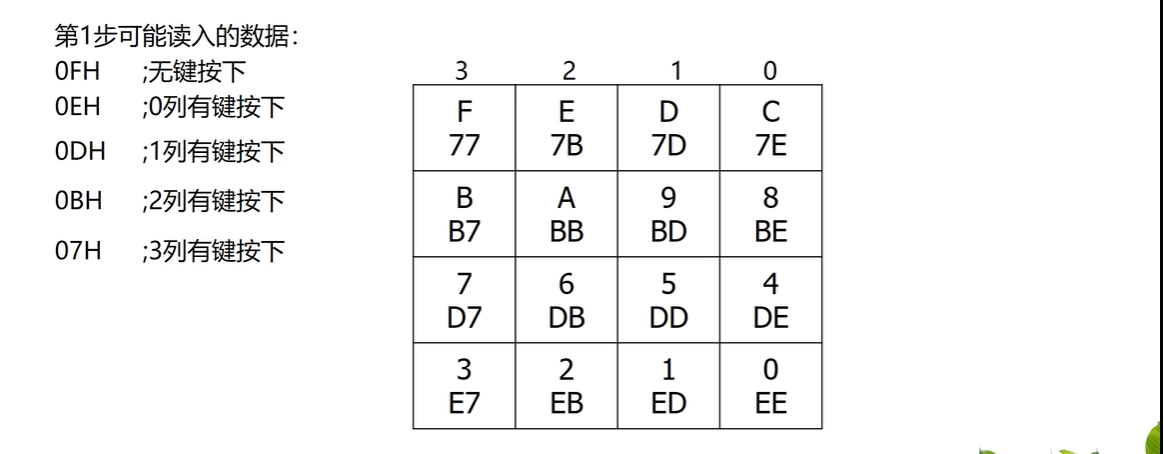 第1步可能读入的数据：
0FH ;无键按下
0EH ;0列有键按下
0DH ;1列有键按下
0BH ;2列有键按下
07H ;3列有键按下
3 2 1 0
F E D C
77 7B 7D 7E
B A 9 8
B7 BB BD BE
7 6 5 4
D7 DB DD DE
3 2 1 0
E7 EB ED EE